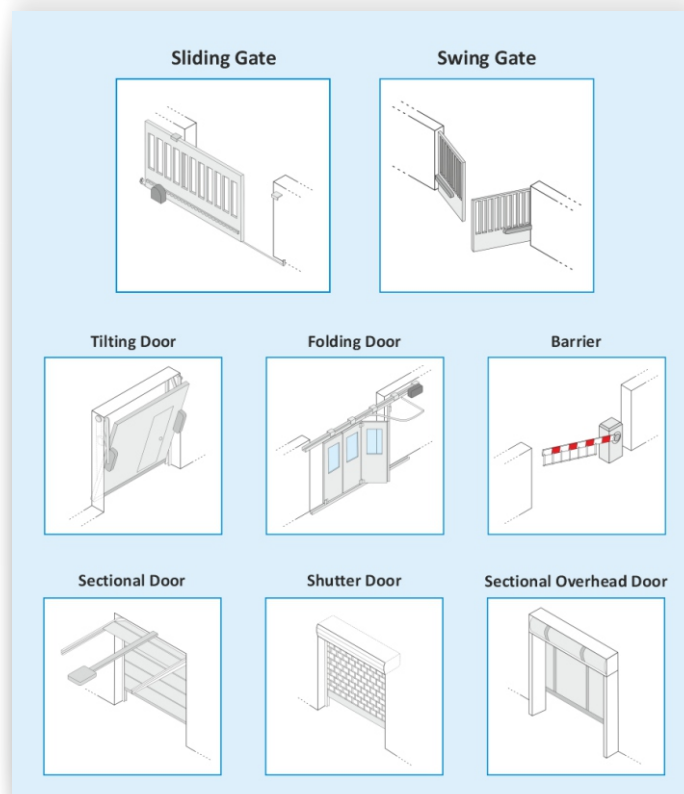 Sliding Gate
Swing Gate
Tilting Door
Folding Door
Barrier
Sectional Door
Shutter Door
Sectional Overhead Door